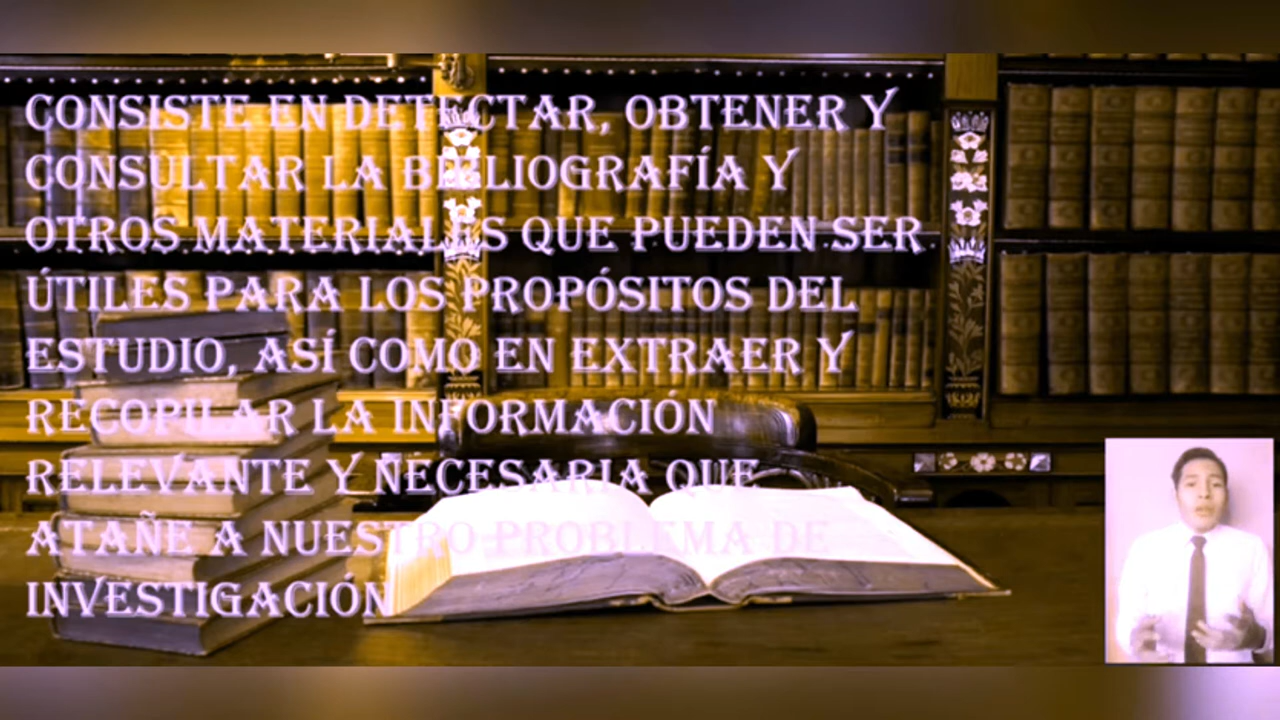 CONSISTE EN DETECTAR, OBTENER Y
CONSULTAR LA BIBLIOGRAFÍA Y
OTROS MATERIALES QUE PUEDEN SER
ÚTILES PARA LOS PROPÓSITOS DEL
ESTUDIO, ASÍ COMO EN EXTRAER Y
RECOPILAR LA INFORMACIÓN
RELEVANTE Y NECESARIA QUE
ATAÑE A NUESTRO PROBLEMA DE
INVESTIGACIÓN